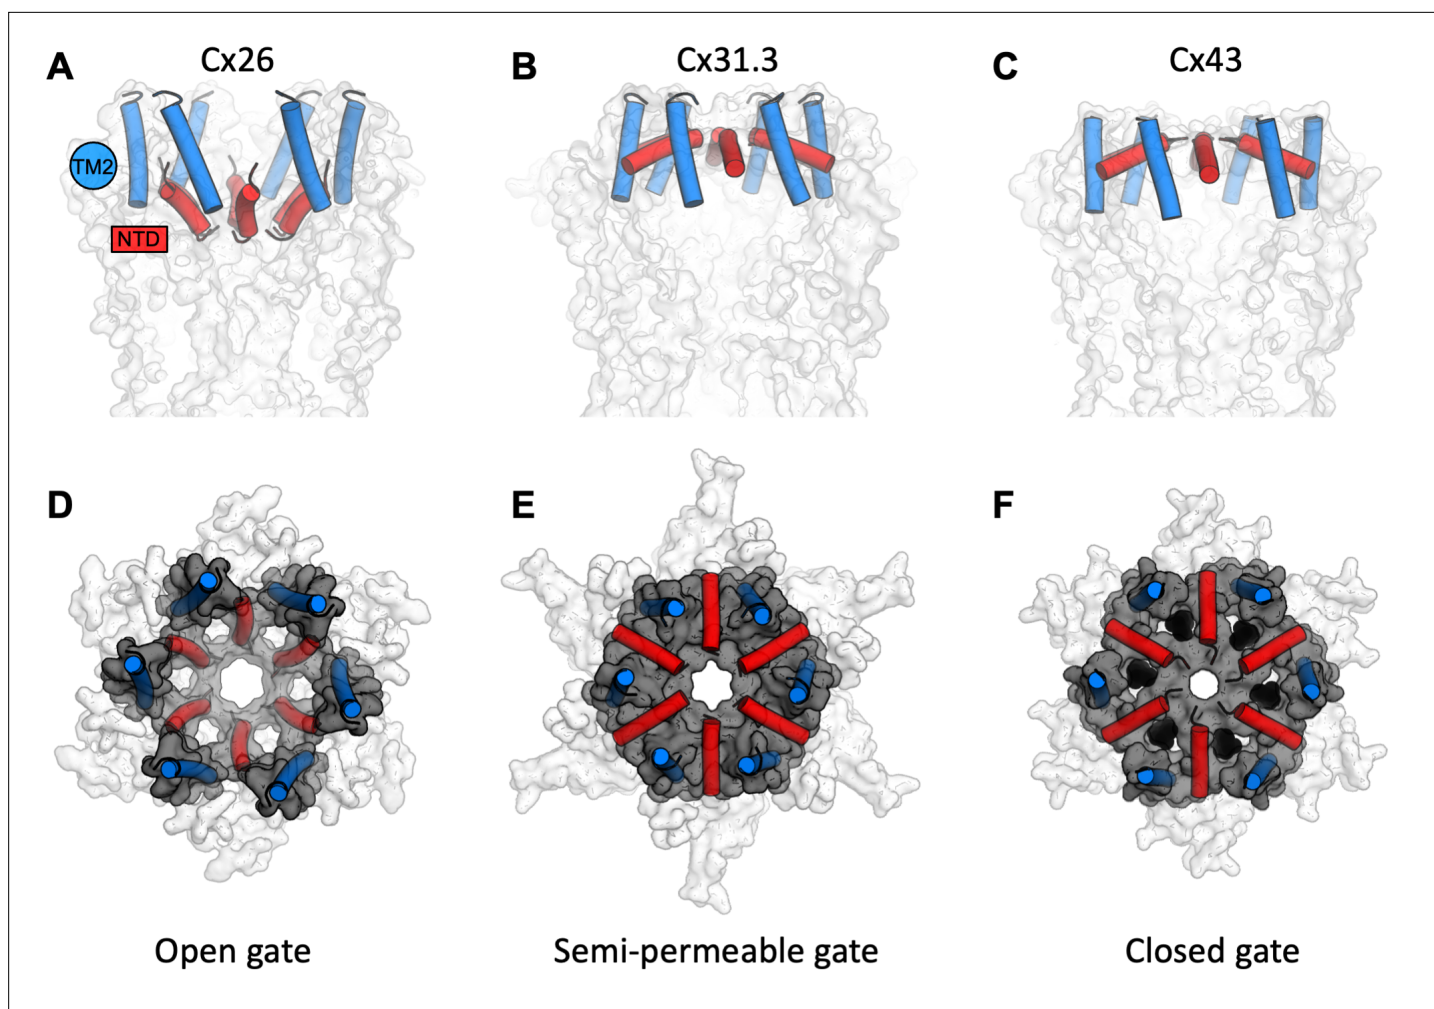 A
Cx26
B
Cx31.3
C
Cx43
TM2
NTD
D
E
F
Open gate
Semi-permeable gate
Closed gate